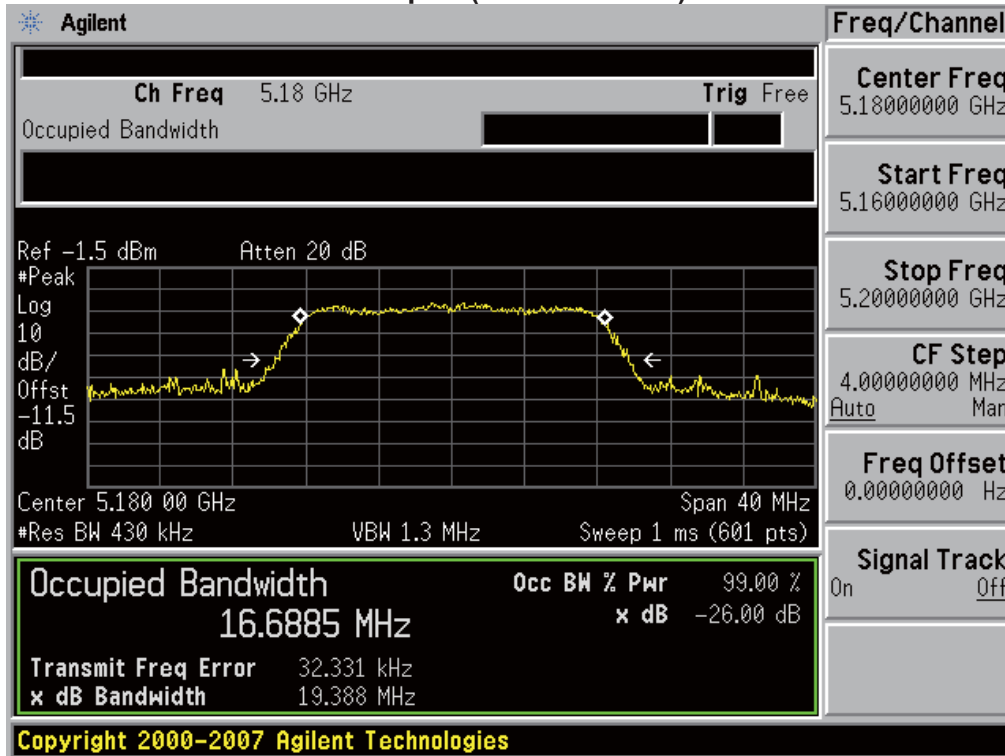 Agilent
Freq/Channel
Ch Freq 5.18 GHz Trig Free
Occupied Bandwidth
Center Freq
5.18000000 GHz
Start Freq
5.16000000 GHz
Stop Freq
5.20000000 GHz
CF Step
4.00000000 MHz
Auto Man
Freq Offset
0.00000000 Hz
Signal Track
On Off
Ref -1.5 dBm Atten 20 dB
#Peak
Log
10
dB/
Offst
-11.5
dB
Center 5.180 00 GHz Span 40 MHz
#Res BW 430 kHz VBW 1.3 MHz Sweep 1 ms (601 pts)
Occupied Bandwidth
16.6885 MHz
Occ BW % Pwr 99.00 %
x dB -26.00 dB
Transmit Freq Error 32.331 kHz
x dB Bandwidth 19.388 MHz
Copyright 2000-2007 Agilent Technologies